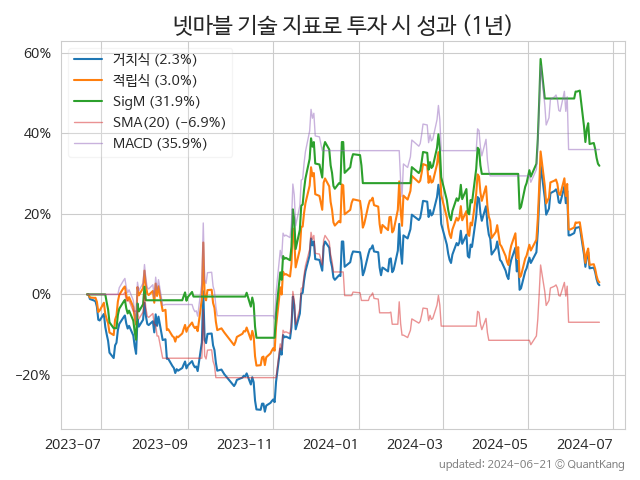 넷마블 기술 지표로 투자 시 성과 (1년)
거치식 (2.3%)
적립식 (3.0%)
SigM (31.9%)
SMA(20) (−6.9%)
MACD (35.9%)
60%
40%
20%
0%
−20%
2023-07 2023-09 2023-11 2024-01 2024-03 2024-05 2024-07
updated: 2024-06-21 © QuantKang